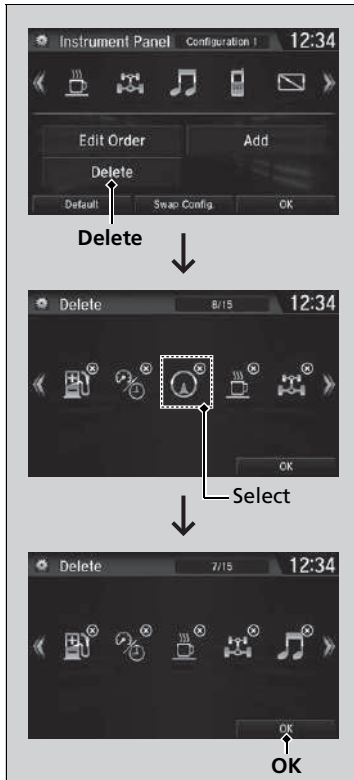 Instrument Panel Configuration 1 12:34
Edit Order Add
Delete
Default Swap Config. OK
Delete
Delete 8/15 12:34
OK
Select
Delete 7/15 12:34
OK
OK